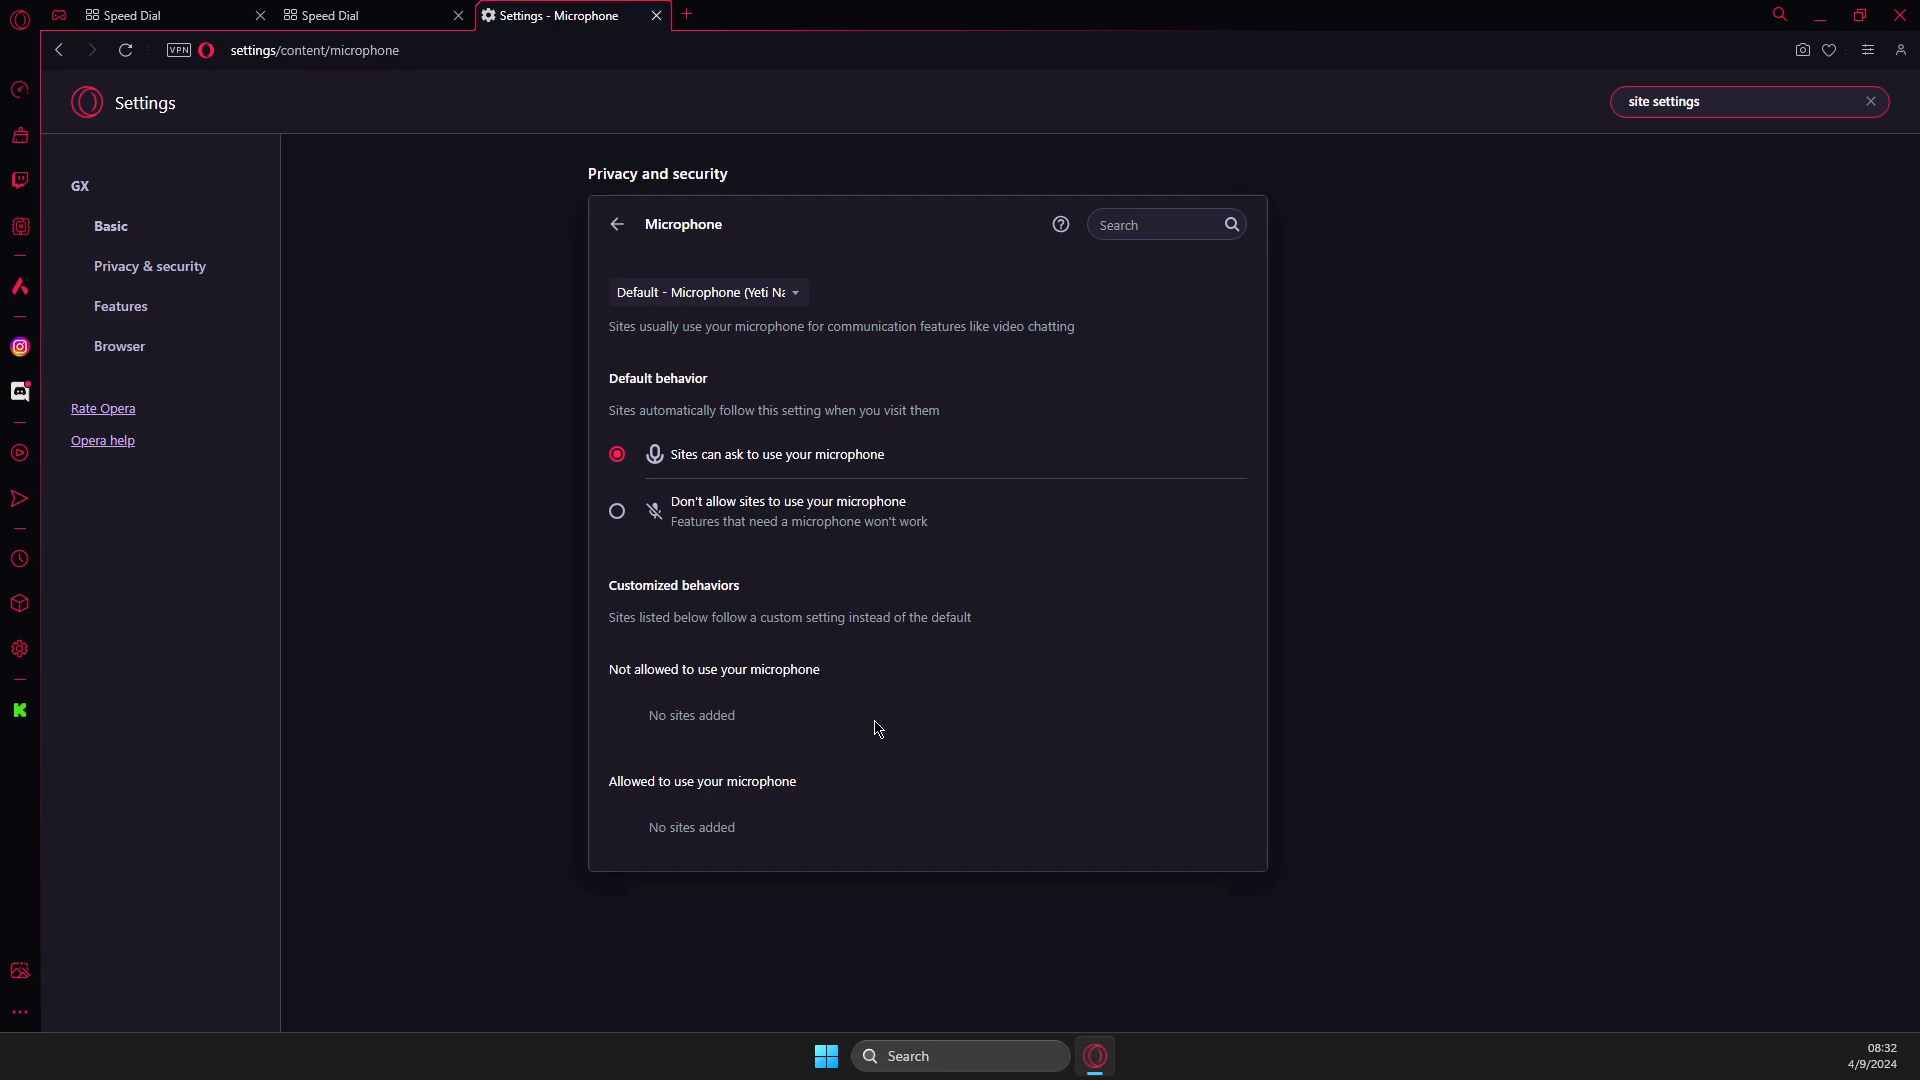 Speed Dial
Speed Dial
Settings - Microphone
VPN
settings/content/microphone
Settings
site settings
GX
Basic
Privacy & security
Features
Browser
Rate Opera
Opera help
Privacy and security
Microphone
Search
Default - Microphone (Yeti Na
Sites usually use your microphone for communication features like video chatting
Default behavior
Sites automatically follow this setting when you visit them
Sites can ask to use your microphone
Don't allow sites to use your microphone
Features that need a microphone won't work
Customized behaviors
Sites listed below follow a custom setting instead of the default
Not allowed to use your microphone
No sites added
Allowed to use your microphone
No sites added
Search
08:32
4/9/2024